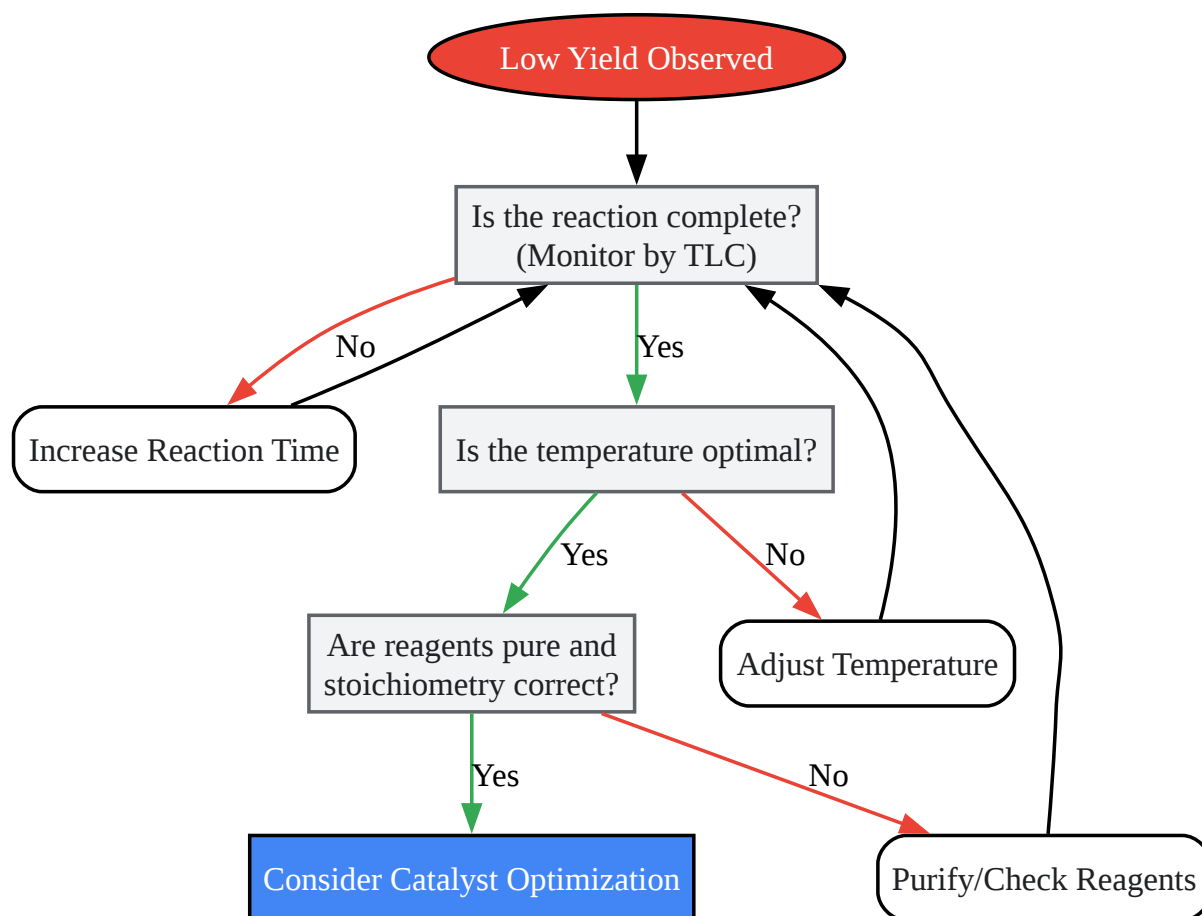 Low Yield Observed
Is the reaction complete?
(Monitor by TLC)
No
Yes
Increase Reaction Time
Is the temperature optimal?
Yes
No
Are reagents pure and
stoichiometry correct?
Adjust Temperature
Yes
No
Consider Catalyst Optimization
Purify/Check Reagents